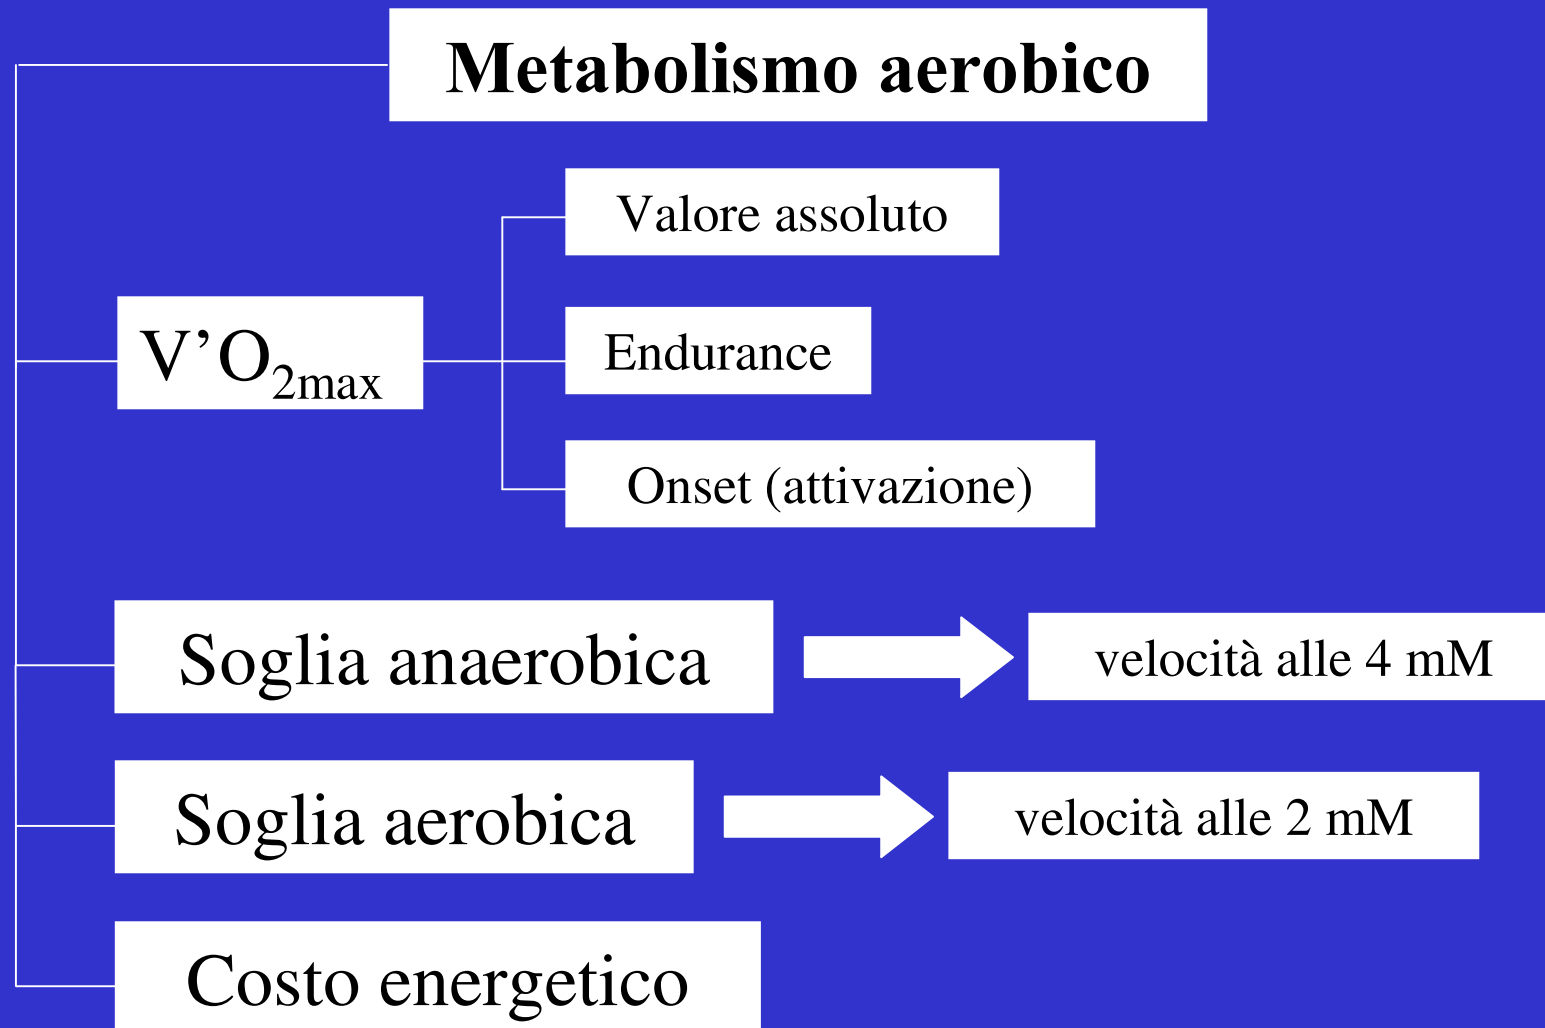 Metabolismo aerobico
Valore assoluto
V’O2max
Endurance
Onset (attivazione)
Soglia anaerobica
velocità alle 4 mM
Soglia aerobica
velocità alle 2 mM
Costo energetico